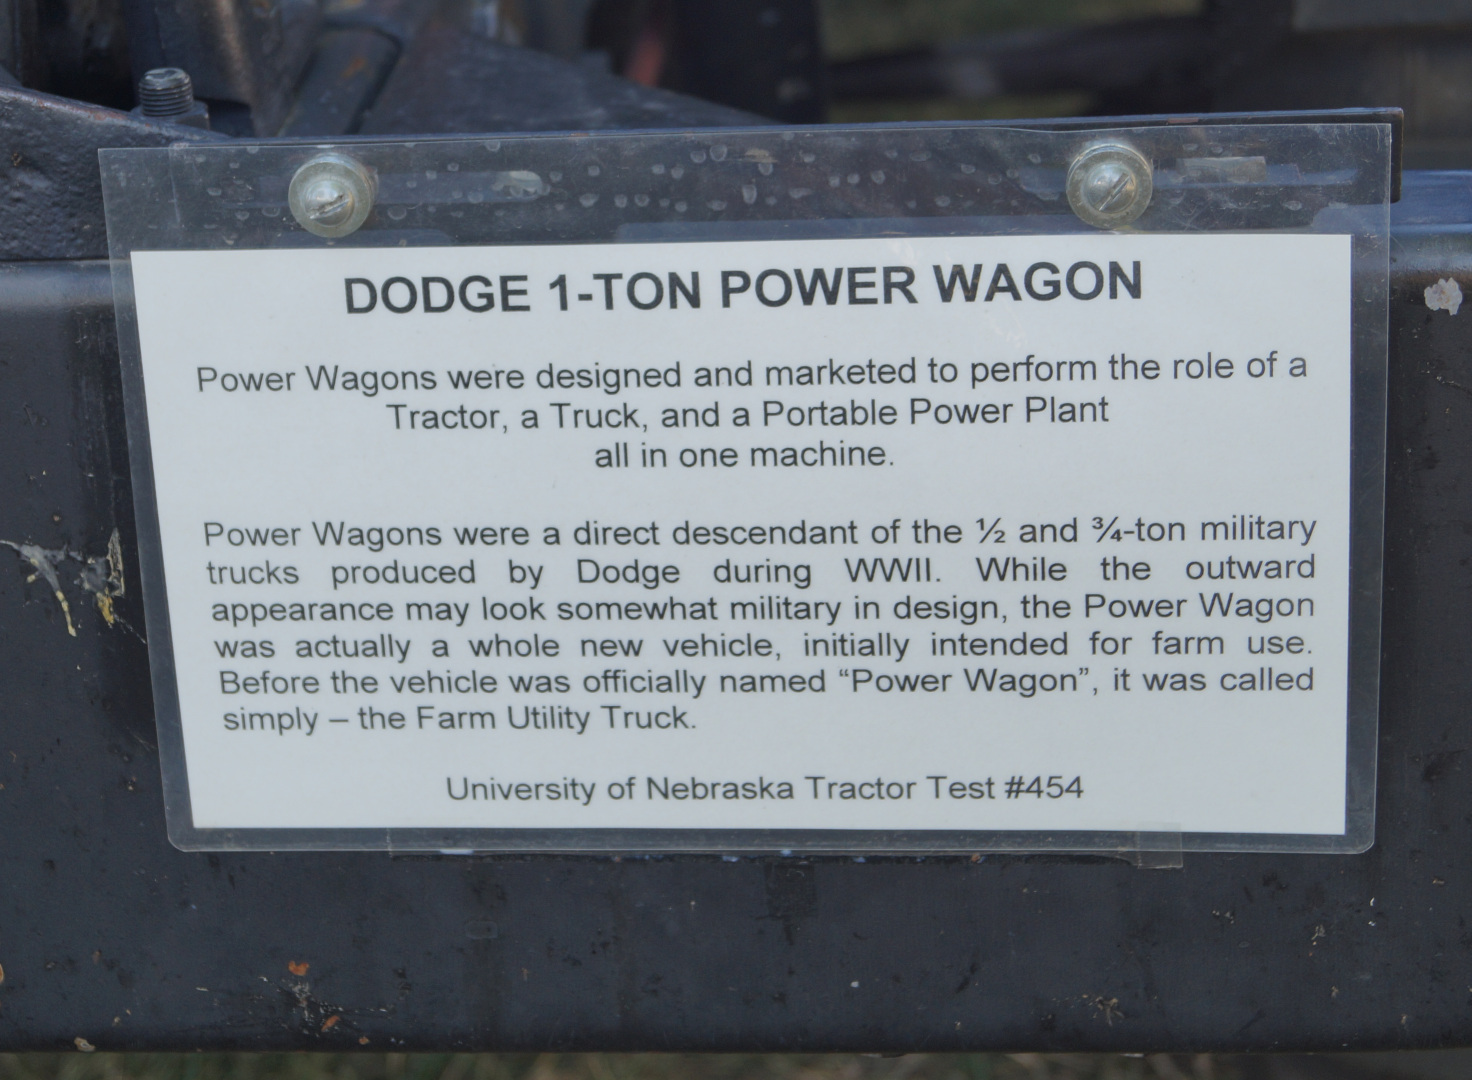 DODGE 1-TON POWER WAGON
Power Wagons were designed and marketed to perform the role of a
Tractor, a Truck, and a Portable Power Plant
all in one machine.
Power Wagons were a direct descendant of the ½ and ¾-ton military
trucks produced by Dodge during WWII. While the outward
appearance may look somewhat military in design, the Power Wagon
was actually a whole new vehicle, initially intended for farm use.
Before the vehicle was officially named “Power Wagon”, it was called
simply – the Farm Utility Truck.
University of Nebraska Tractor Test #454